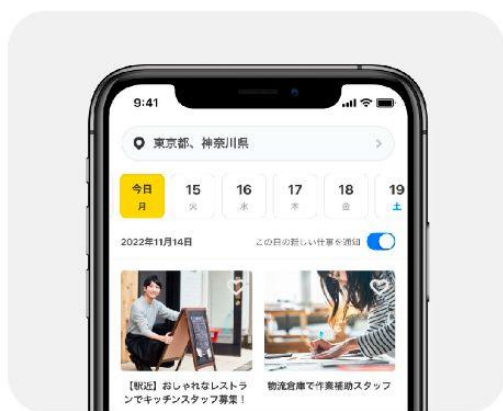 9:41
東京都、神奈川県
今日 15 16 17 18 19
月 火 水 木 金 土
2022年11月14日 この日の新しい仕事を通知
【駅近】おしゃれなレストラ 物流倉庫で作業補助スタッフ
ンでキッチンスタッフ募集!